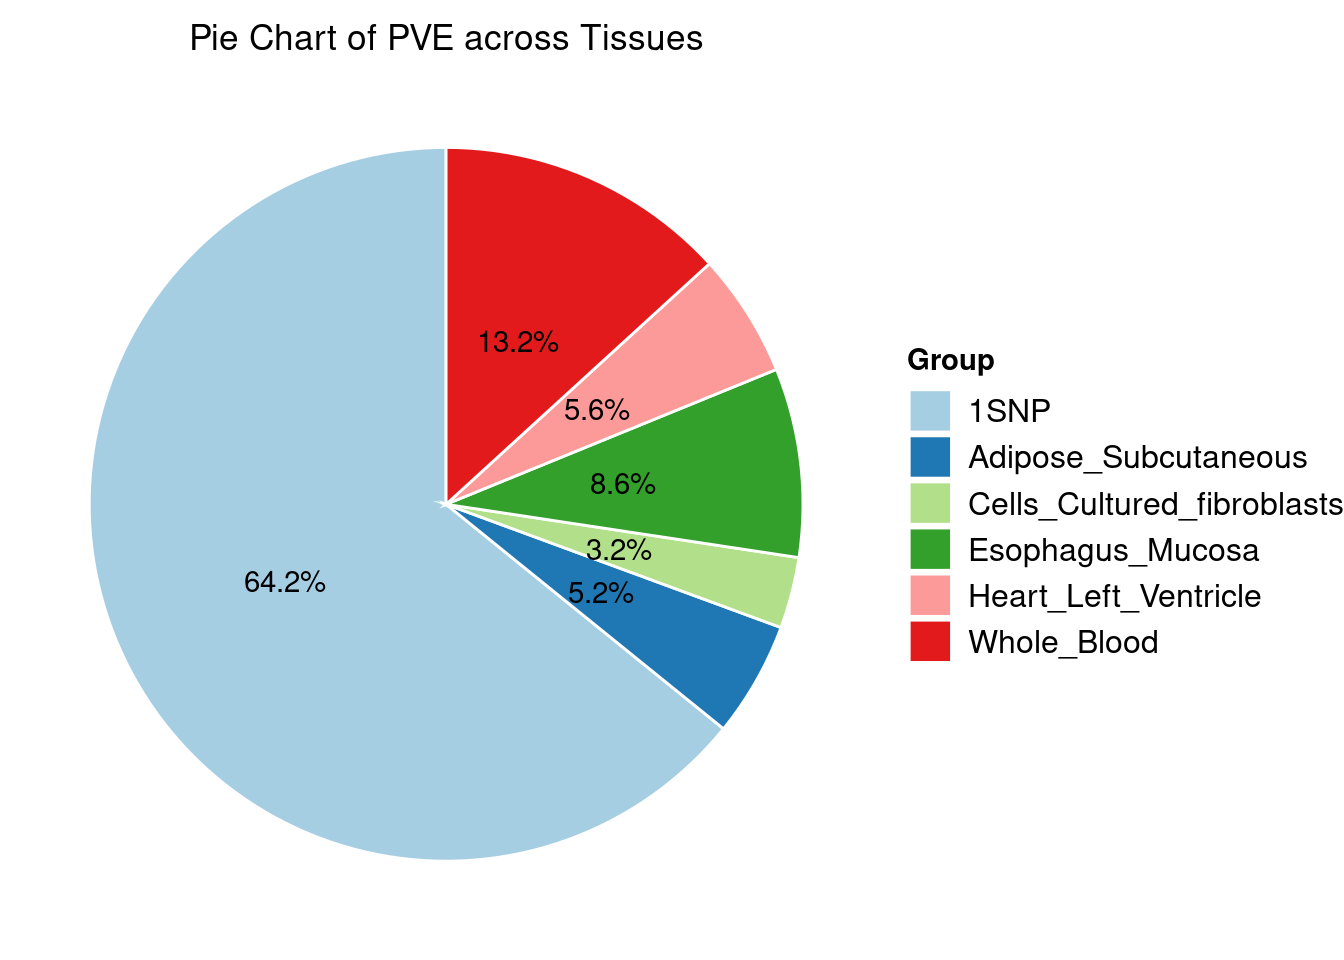 Pie Chart of PVE across Tissues
13.2%
5.6%
8.6%
3.2%
5.2%
64.2%
Group
1SNP
Adipose_Subcutaneous
Cells_Cultured_fibroblasts
Esophagus_Mucosa
Heart_Left_Ventricle
Whole_Blood